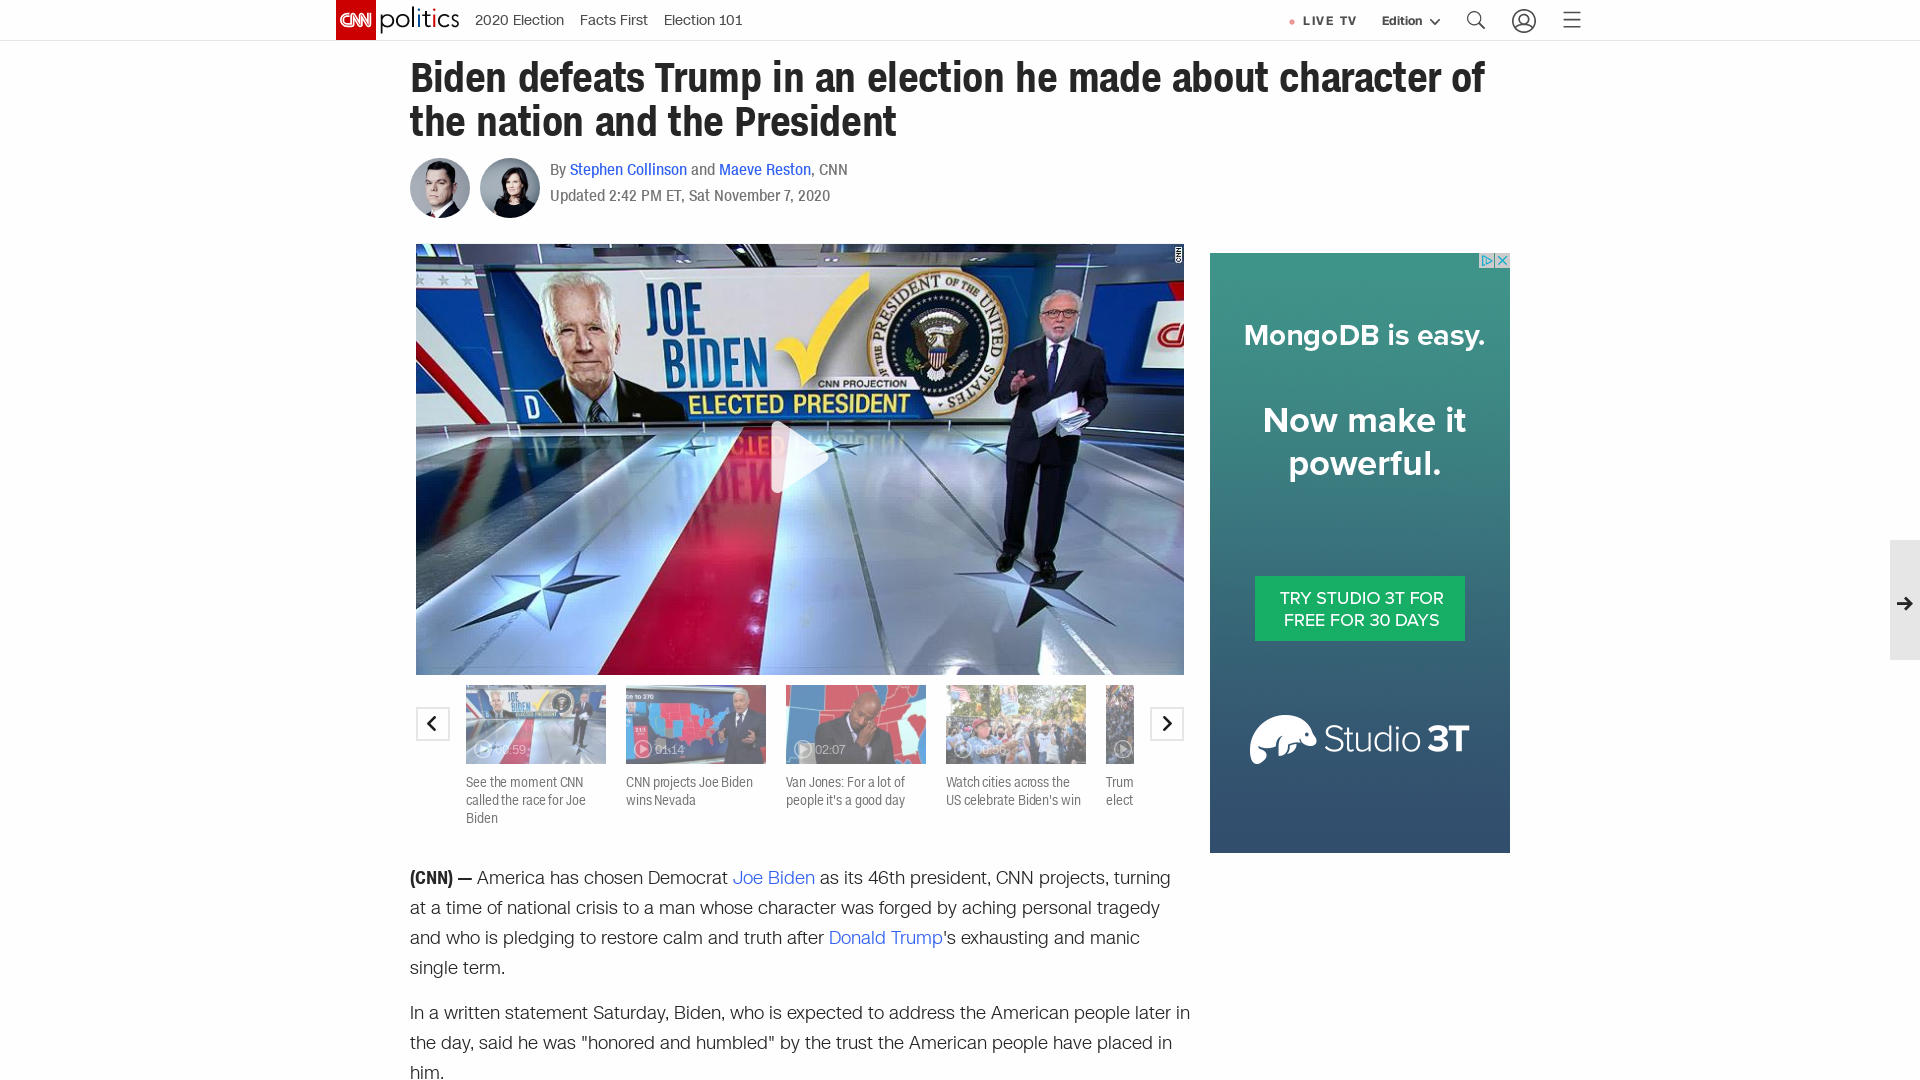 CNN politics 2020 Election Facts First Election 101 LIVE TV Edition
Biden defeats Trump in an election he made about character of
the nation and the President
By Stephen Collinson and Maeve Reston, CNN
Updated 2:42 PM ET, Sat November 7, 2020
CNN
JOE
BIDEN
PRESIDENT OF THE UNITED STATES
CNN PROJECTION
D
ELECTED PRESIDENT
MongoDB is easy.
Now make it
powerful.
TRY STUDIO 3T FOR
FREE FOR 30 DAYS
Studio 3T
00:59
01:14
02:07
00:56
See the moment CNN
called the race for Joe
Biden
CNN projects Joe Biden
wins Nevada
Van Jones: For a lot of
people it's a good day
Watch cities across the
US celebrate Biden's win
Trum
elect
(CNN) — America has chosen Democrat Joe Biden as its 46th president, CNN projects, turning
at a time of national crisis to a man whose character was forged by aching personal tragedy
and who is pledging to restore calm and truth after Donald Trump's exhausting and manic
single term.
In a written statement Saturday, Biden, who is expected to address the American people later in
the day, said he was "honored and humbled" by the trust the American people have placed in
him.